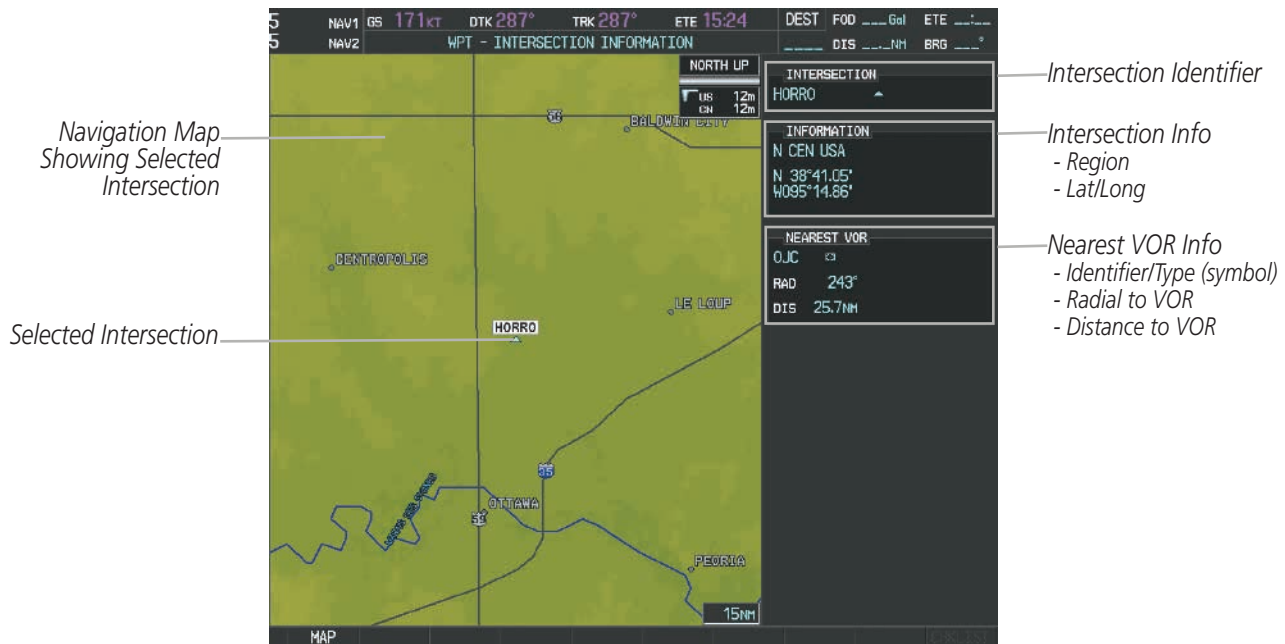 5 NAV1 GS 171KT DTK 287° TRK 287° ETE 15:24 DEST FOD ___Gal ETE __:__
5 NAV2 WPT - INTERSECTION INFORMATION ____ DIS __._NM BRG ___°
NORTH UP
US 12m
CN 12m
BALDWIN CITY
CENTROPOLIS
LE LOUP
HORRO
35
OTTAWA
PEORIA
15NM
MAP
INTERSECTION
HORRO
INFORMATION
N CEN USA
N 38°41.05'
W095°14.86'
NEAREST VOR
OJC
RAD 243°
DIS 25.7NM
Navigation Map
Showing Selected
Intersection
Selected Intersection
Intersection Identifier
Intersection Info
- Region
- Lat/Long
Nearest VOR Info
- Identifier/Type (symbol)
- Radial to VOR
- Distance to VOR